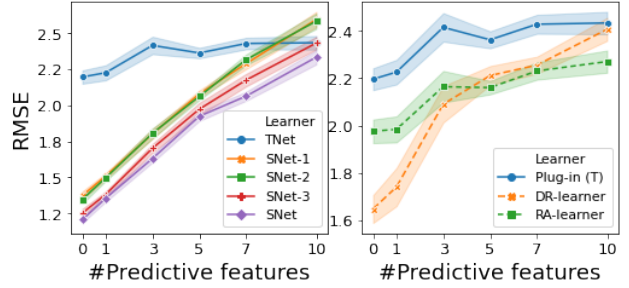 RMSE
2.5
2.2
2.0
1.8
1.5
1.2
Learner
TNet
SNet-1
SNet-2
SNet-3
SNet
0 1 3 5 7 10
#Predictive features
2.4
2.2
2.0
1.8
1.6
Learner
Plug-in (T)
DR-learner
RA-learner
0 1 3 5 7 10
#Predictive features